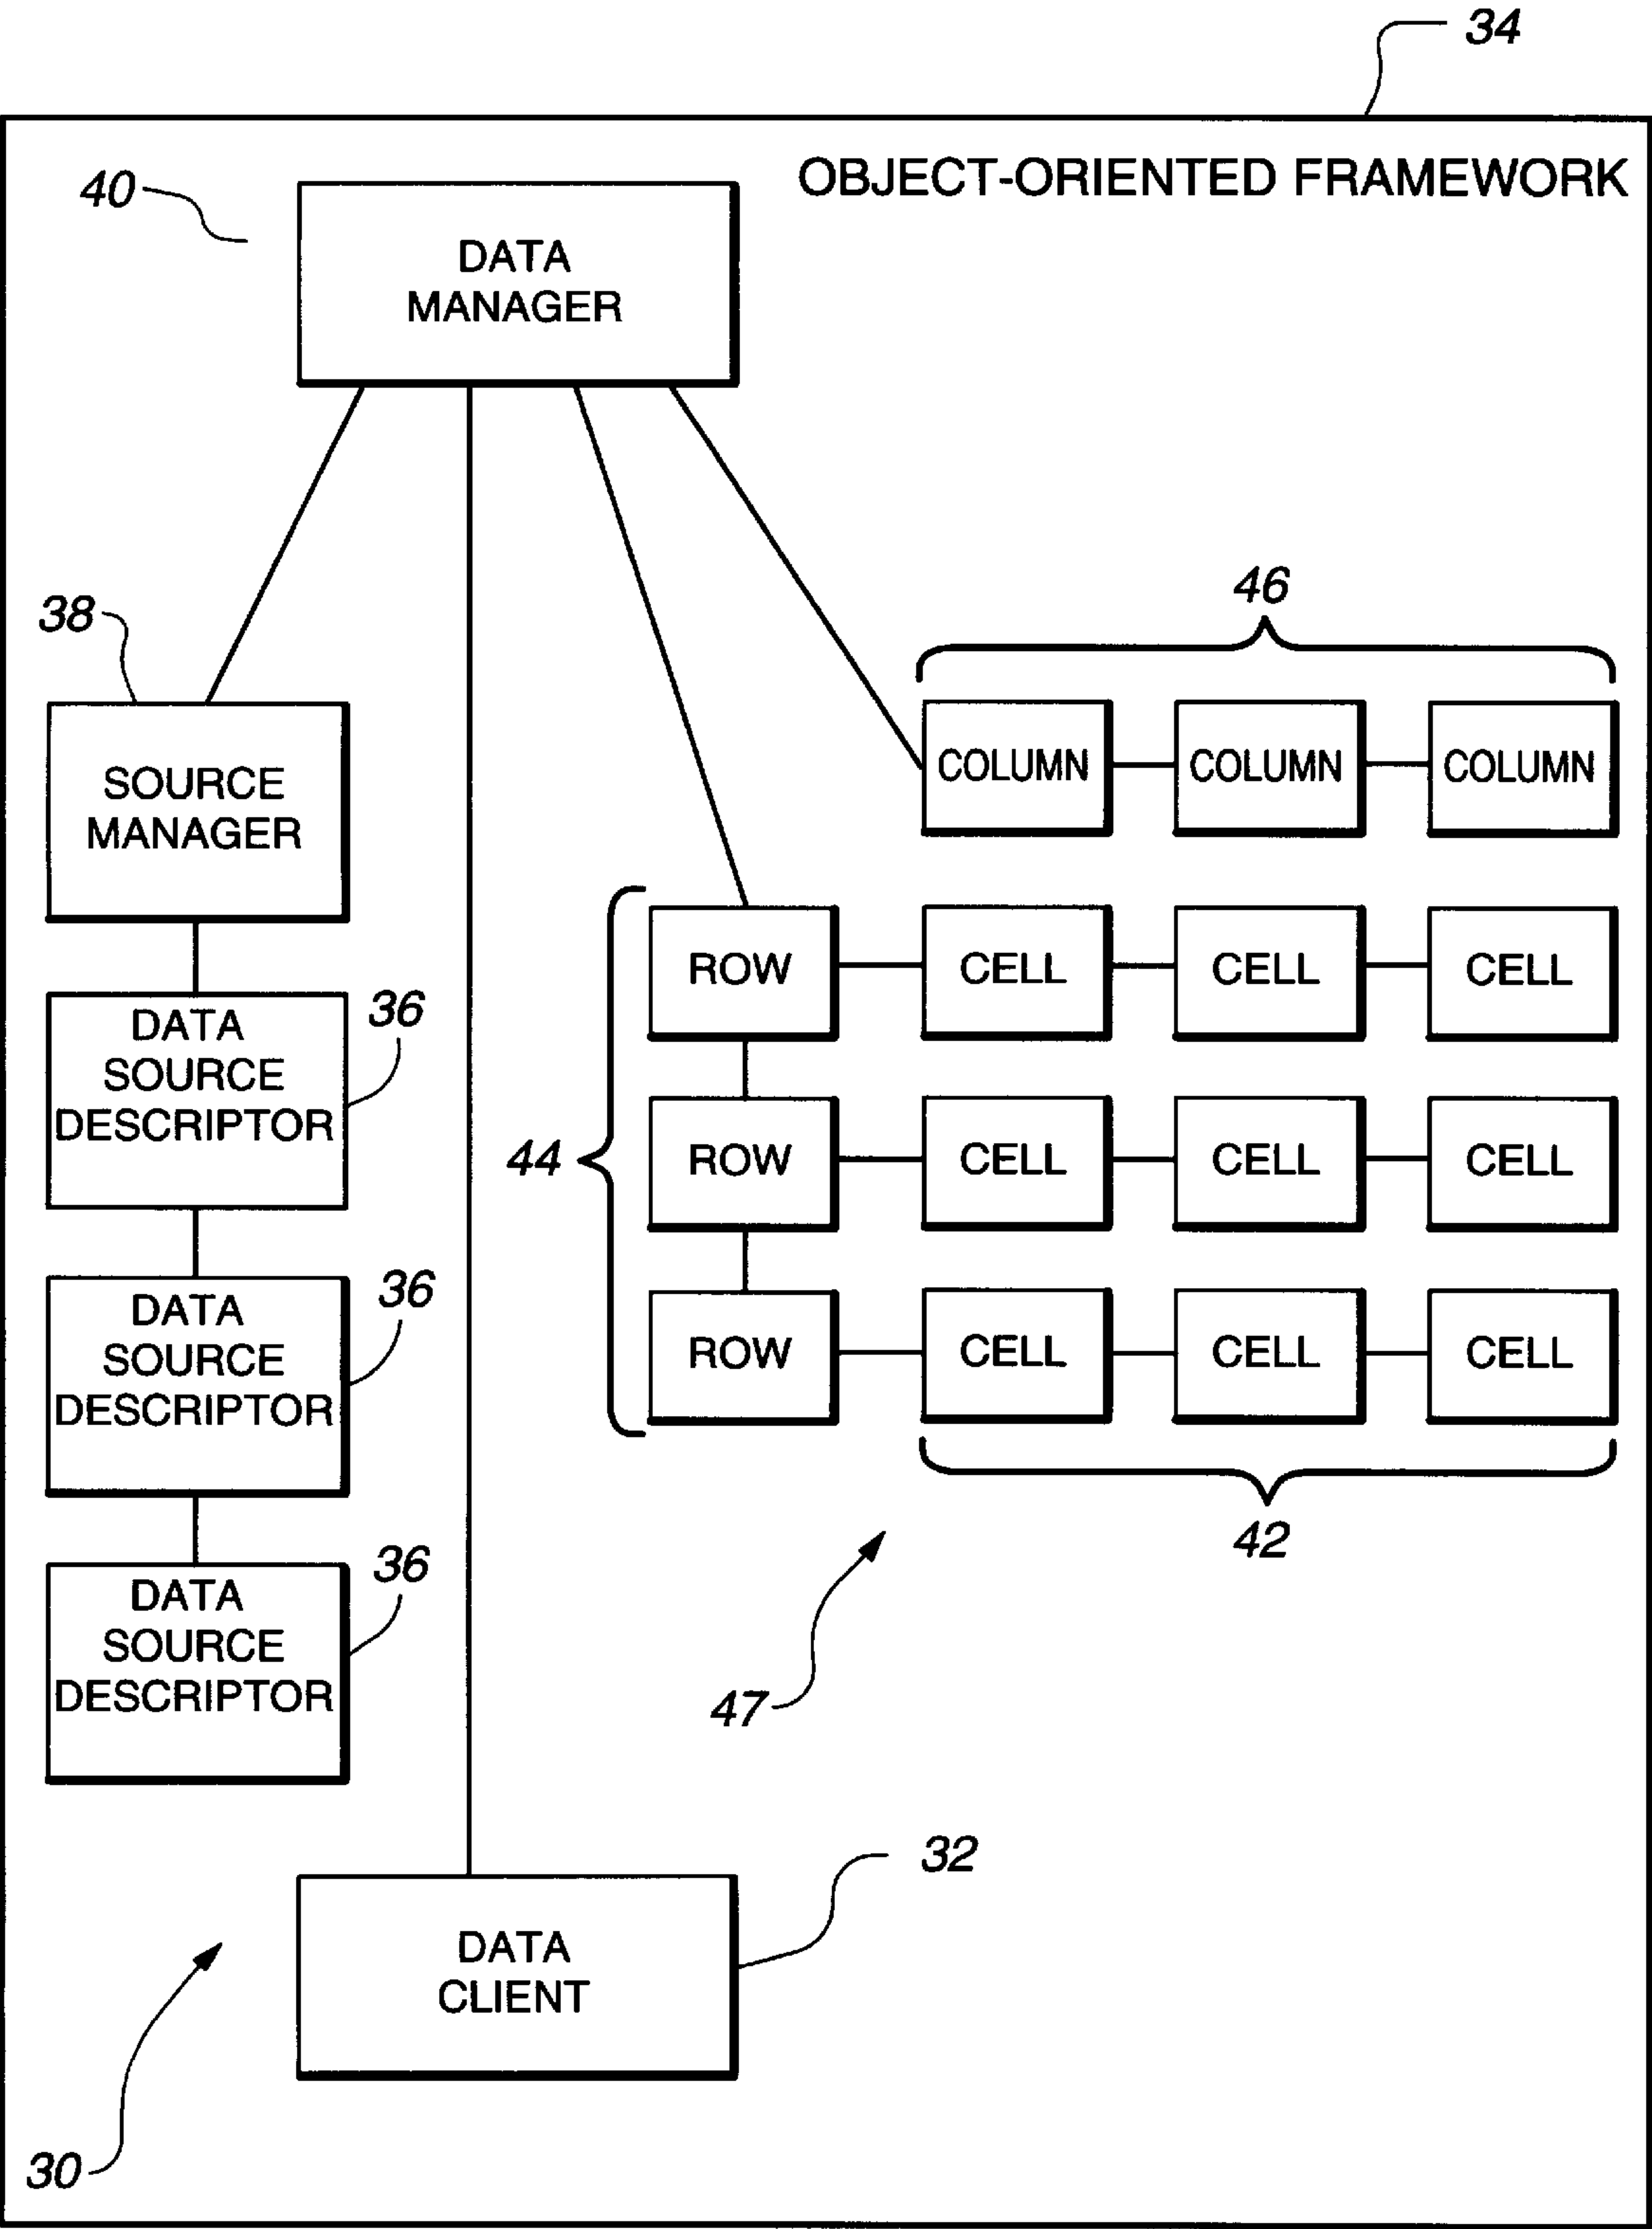 34
OBJECT-ORIENTED FRAMEWORK
40
DATA
MANAGER
46
38
COLUMN COLUMN COLUMN
SOURCE
MANAGER
ROW CELL CELL CELL
36
DATA
SOURCE
DESCRIPTOR
44
ROW CELL CELL CELL
36
DATA
SOURCE
DESCRIPTOR
ROW CELL CELL CELL
42
36
DATA
SOURCE
DESCRIPTOR
47
32
DATA
CLIENT
30